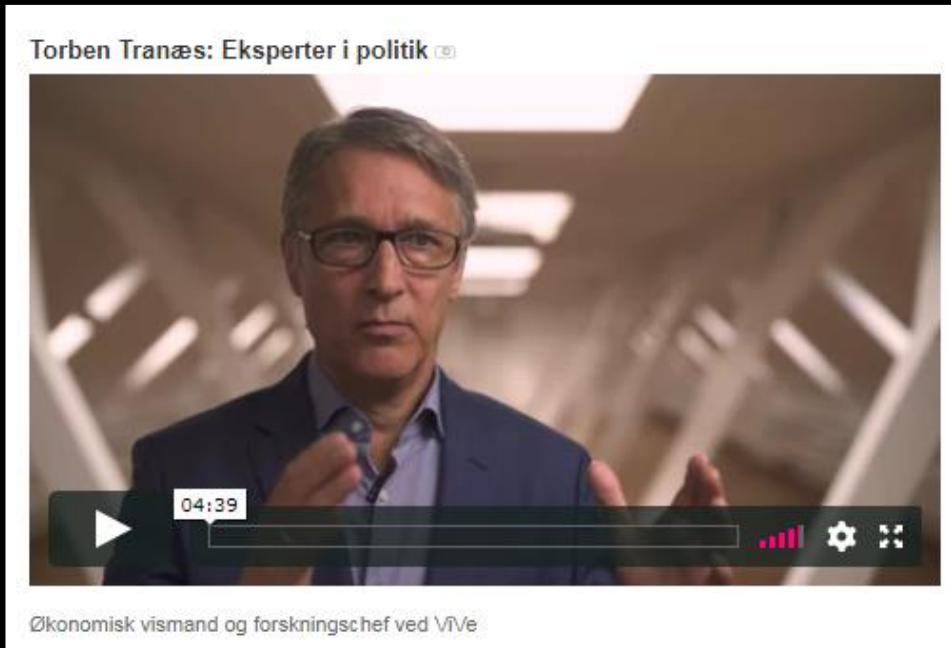 Torben Tranæs: Eksperter i politik
04:39
Økonomisk vismand og forskningschef ved ViVe